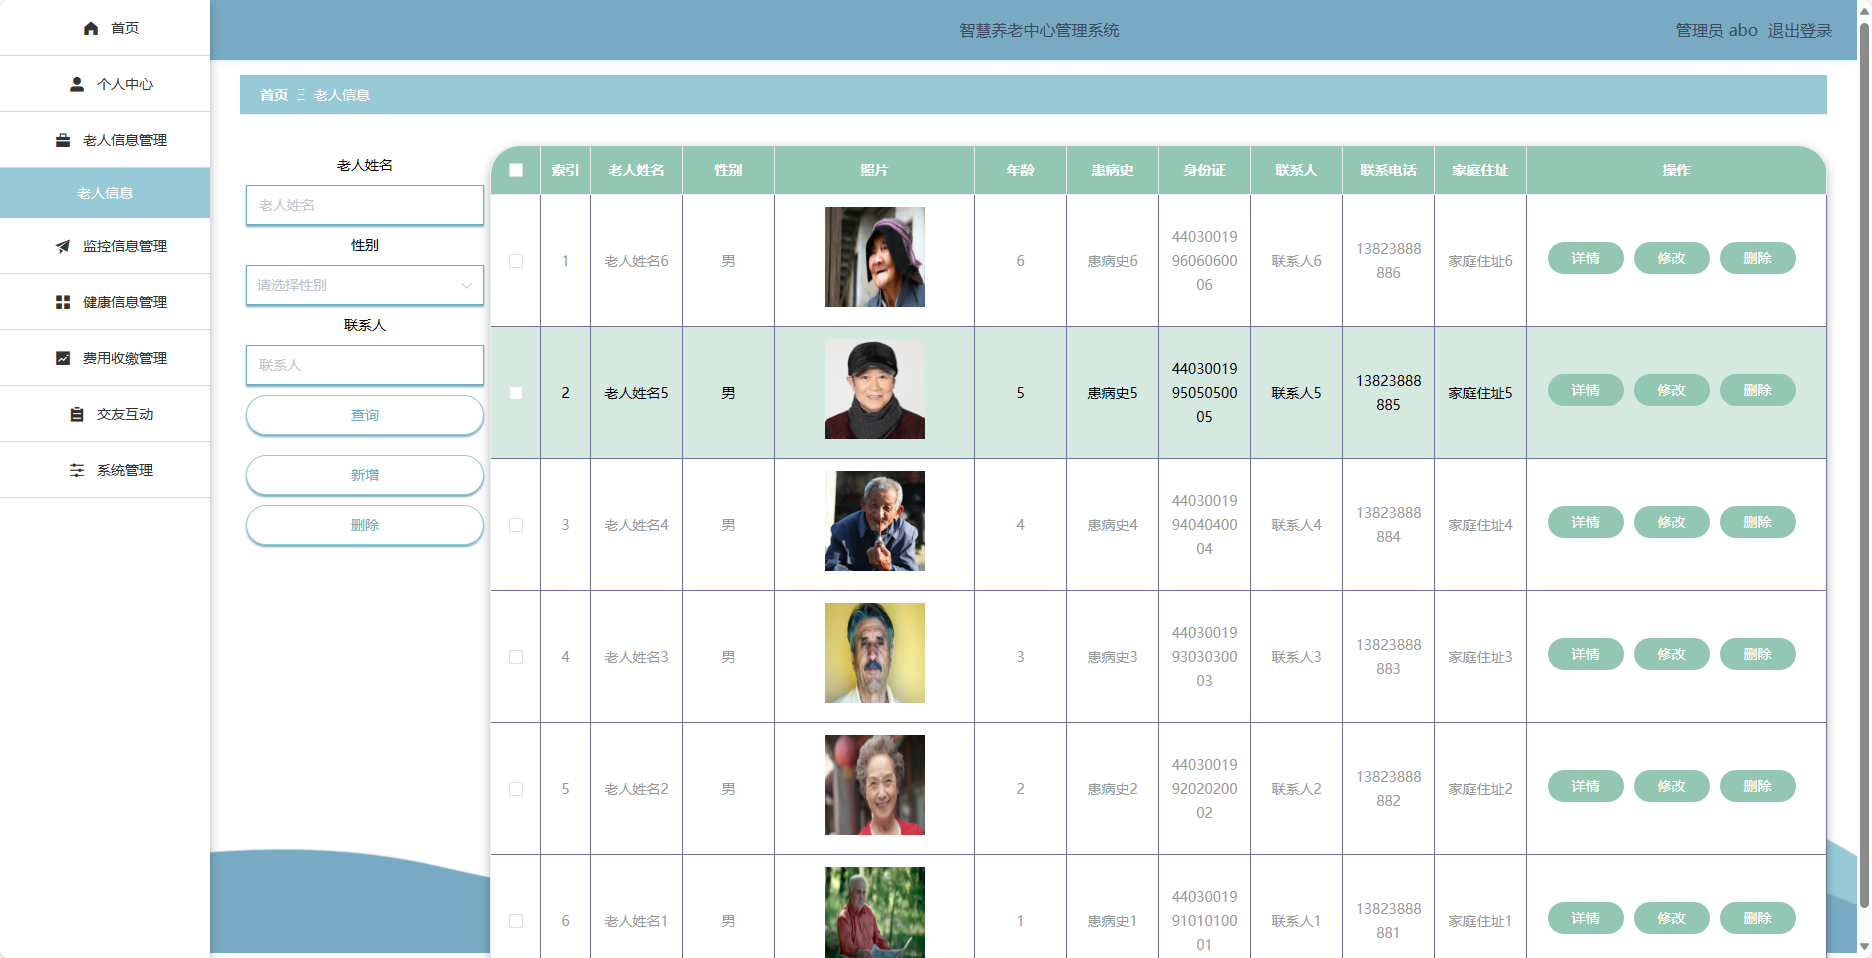 首页
个人中心
老人信息管理
老人信息
监控信息管理
健康信息管理
费用收缴管理
交友互动
系统管理
智慧养老中心管理系统
管理员 abo 退出登录
首页 Ξ 老人信息
老人姓名
老人姓名
性别
请选择性别
联系人
联系人
查询
新增
删除
索引 老人姓名 性别 照片 年龄 患病史 身份证 联系人 联系电话 家庭住址 操作
1 老人姓名6 男 6 患病史6 440300199606060006 联系人6 13823888886 家庭住址6 详情 修改 删除
2 老人姓名5 男 5 患病史5 440300199505050005 联系人5 13823888885 家庭住址5 详情 修改 删除
3 老人姓名4 男 4 患病史4 440300199404040004 联系人4 13823888884 家庭住址4 详情 修改 删除
4 老人姓名3 男 3 患病史3 440300199303030003 联系人3 13823888883 家庭住址3 详情 修改 删除
5 老人姓名2 男 2 患病史2 440300199202020002 联系人2 13823888882 家庭住址2 详情 修改 删除
6 老人姓名1 男 1 患病史1 440300199101010001 联系人1 13823888881 家庭住址1 详情 修改 删除